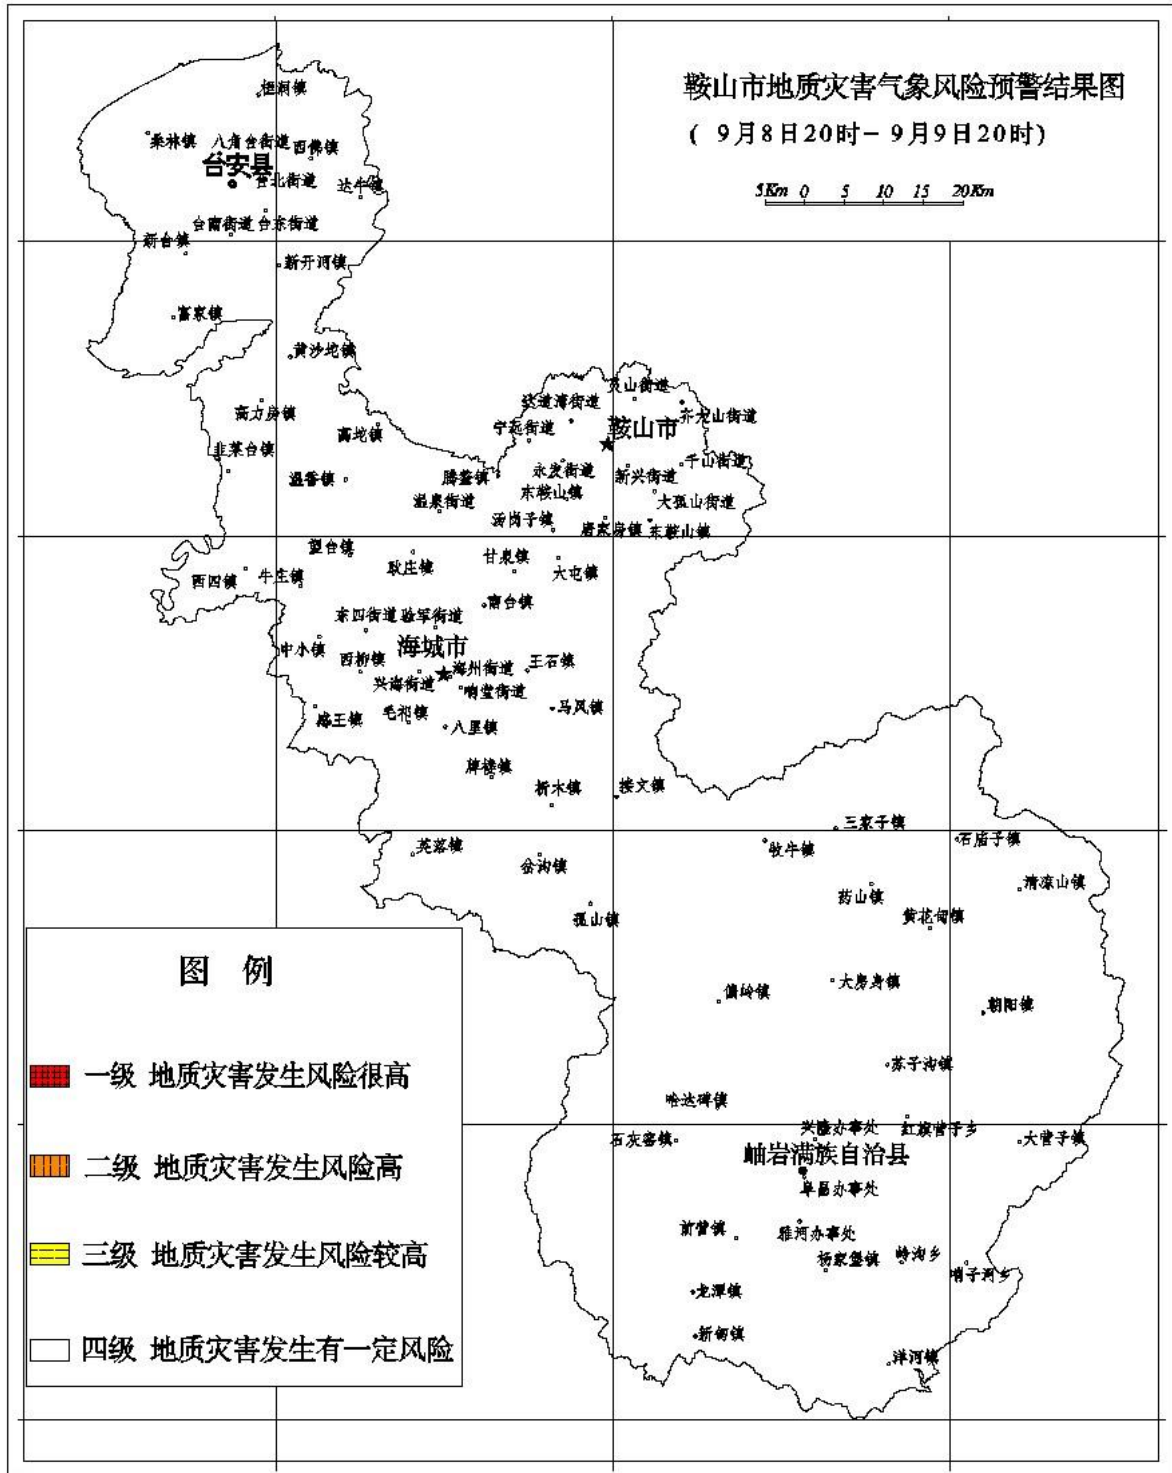 鞍山市地质灾害气象风险预警结果图
( 9月8日20时－9月9日20时)
5Km 0 5 10 15 20Km
桓洞镇
桑林镇 八角台街道 西佛镇
台安县
台北街道 达牛镇
台南街道 台东街道
新台镇
新开河镇
富家镇
黄沙坨镇
灵山街道
达道湾街道
高力房镇 齐大山街道
高坨镇 宁远街道 鞍山市
韭菜台镇
温香镇 腾鳌镇 永发街道 新兴街道 千山街道
温泉街道 东鞍山镇 大孤山街道
汤岗子镇 唐家房镇 东鞍山镇
望台镇 耿庄镇 甘泉镇 大屯镇
西四镇 牛庄镇
南台镇
东四街道 验军街道
中小镇 海城市
西柳镇 海州街道 王石镇
兴海街道 响堂街道
感王镇 毛祁镇 马风镇
八里镇
牌楼镇
析木镇 接文镇
三家子镇
英落镇 牧牛镇 石庙子镇
岔沟镇
药山镇 清凉山镇
孤山镇 黄花甸镇
图 例
偏岭镇 大房身镇
朝阳镇
苏子沟镇
一级 地质灾害发生风险很高
哈达碑镇
兴隆办事处 红旗营子乡
石灰窑镇 大营子镇
岫岩满族自治县
二级 地质灾害发生风险高
阜昌办事处
前营镇 雅河办事处
三级 地质灾害发生风险较高
杨家堡镇 岭沟乡
哨子河乡
龙潭镇
新甸镇
四级 地质灾害发生有一定风险
洋河镇